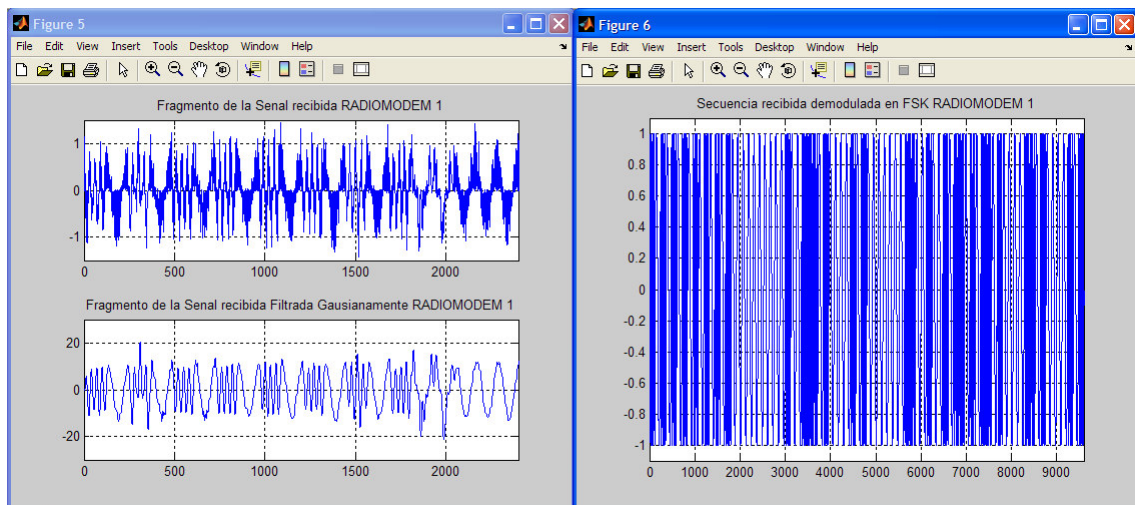 Figure 5
File Edit View Insert Tools Desktop Window Help
Fragmento de la Senal recibida RADIOMODEM 1
1
0
-1
0 500 1000 1500 2000
Fragmento de la Senal recibida Filtrada Gausianamente RADIOMODEM 1
20
0
-20
0 500 1000 1500 2000
Figure 6
File Edit View Insert Tools Desktop Window Help
Secuencia recibida demodulada en FSK RADIOMODEM 1
1
0.8
0.6
0.4
0.2
0
-0.2
-0.4
-0.6
-0.8
-1
0 1000 2000 3000 4000 5000 6000 7000 8000 9000